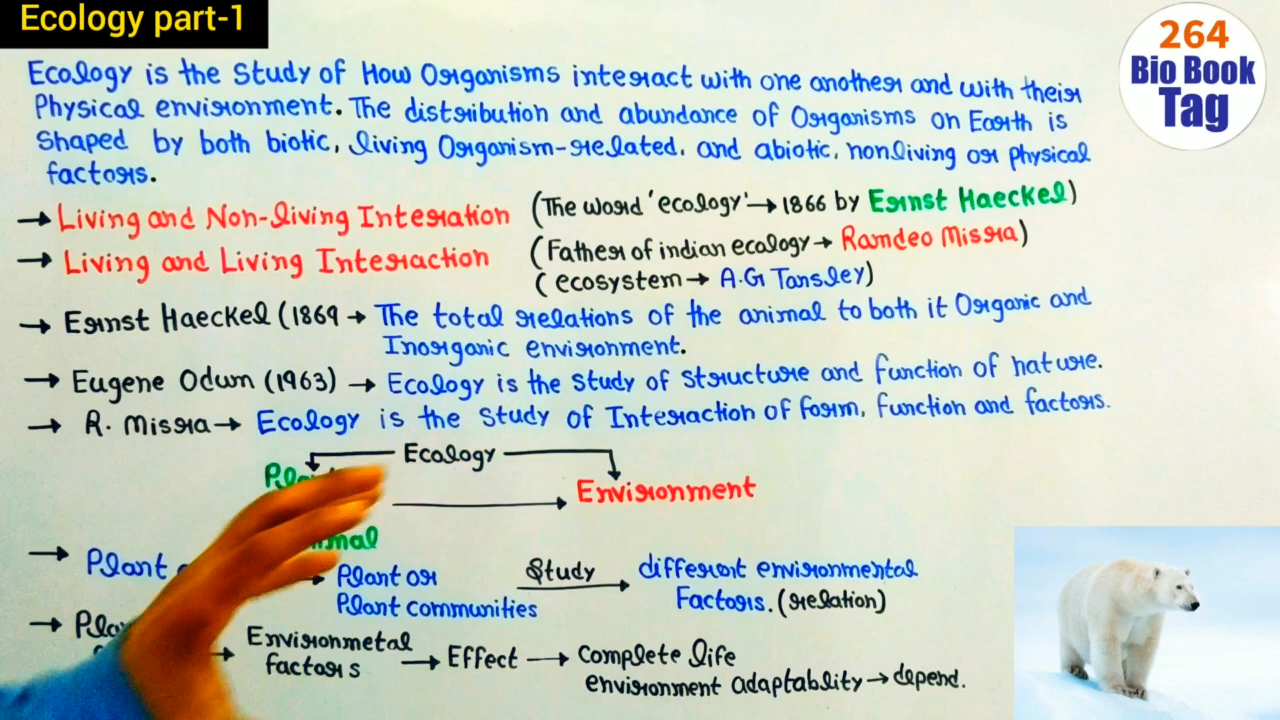 Ecology part-1
264
Bio Book
Tag
Ecology is the Study of How Organisms interact with one another and with their
Physical environment. The distribution and abundance of Organisms on Earth is
Shaped by both biotic, living Organism-related, and abiotic, nonliving or physical
factors.
→ Living and Non-living Interation (The word 'ecology' → 1866 by Ernst Haeckel)
→ Living and Living Interaction (Father of indian ecology → Ramdeo Misra)
(ecosystem → A.G Tansley)
→ Ernst Haeckel (1869 → The total relations of the animal to both it Organic and
Inorganic environment.
→ Eugene Odum (1963) → Ecology is the Study of Structure and function of nature.
→ R. Misra → Ecology is the Study of Interaction of form, function and factors.
Ecology
Environment
→ Plant
Plant or
Plant communities
Study
different environmental
Factors. (relation)
→
Environmetal
factors
→ Effect → Complete life
environment adaptablity → depend.